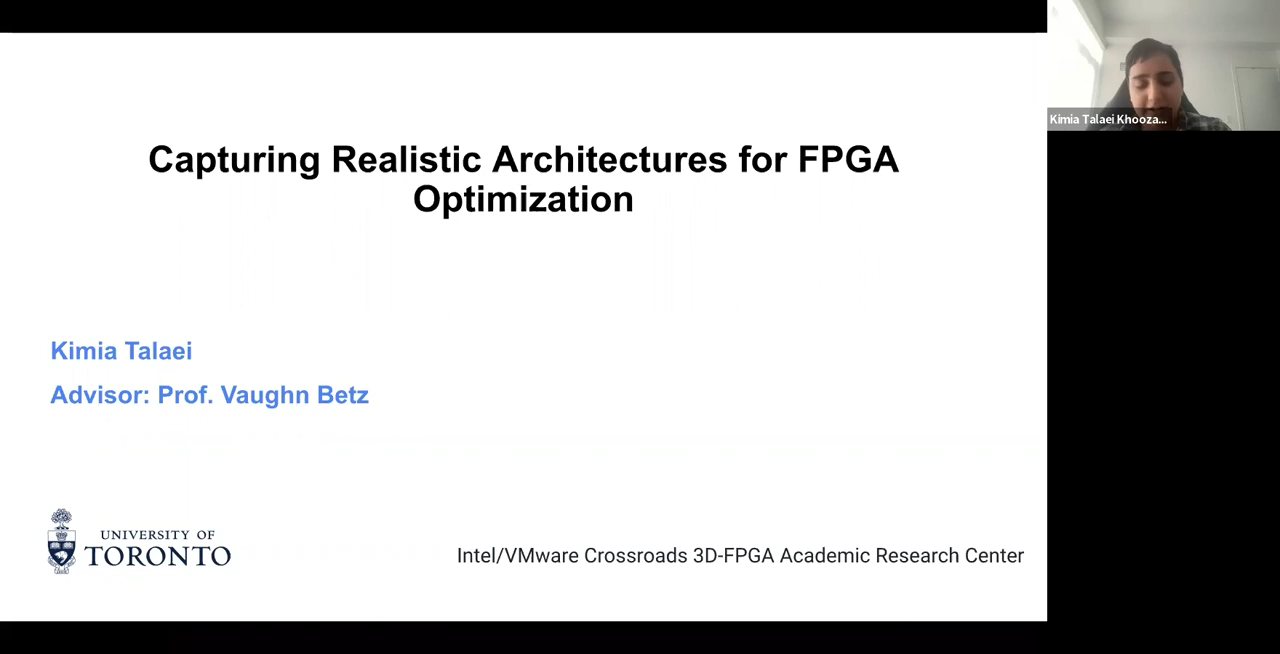 Capturing Realistic Architectures for FPGA
Optimization
Kimia Talaei Khooza...
Kimia Talaei
Advisor: Prof. Vaughn Betz
UNIVERSITY OF
TORONTO
Intel/VMware Crossroads 3D-FPGA Academic Research Center